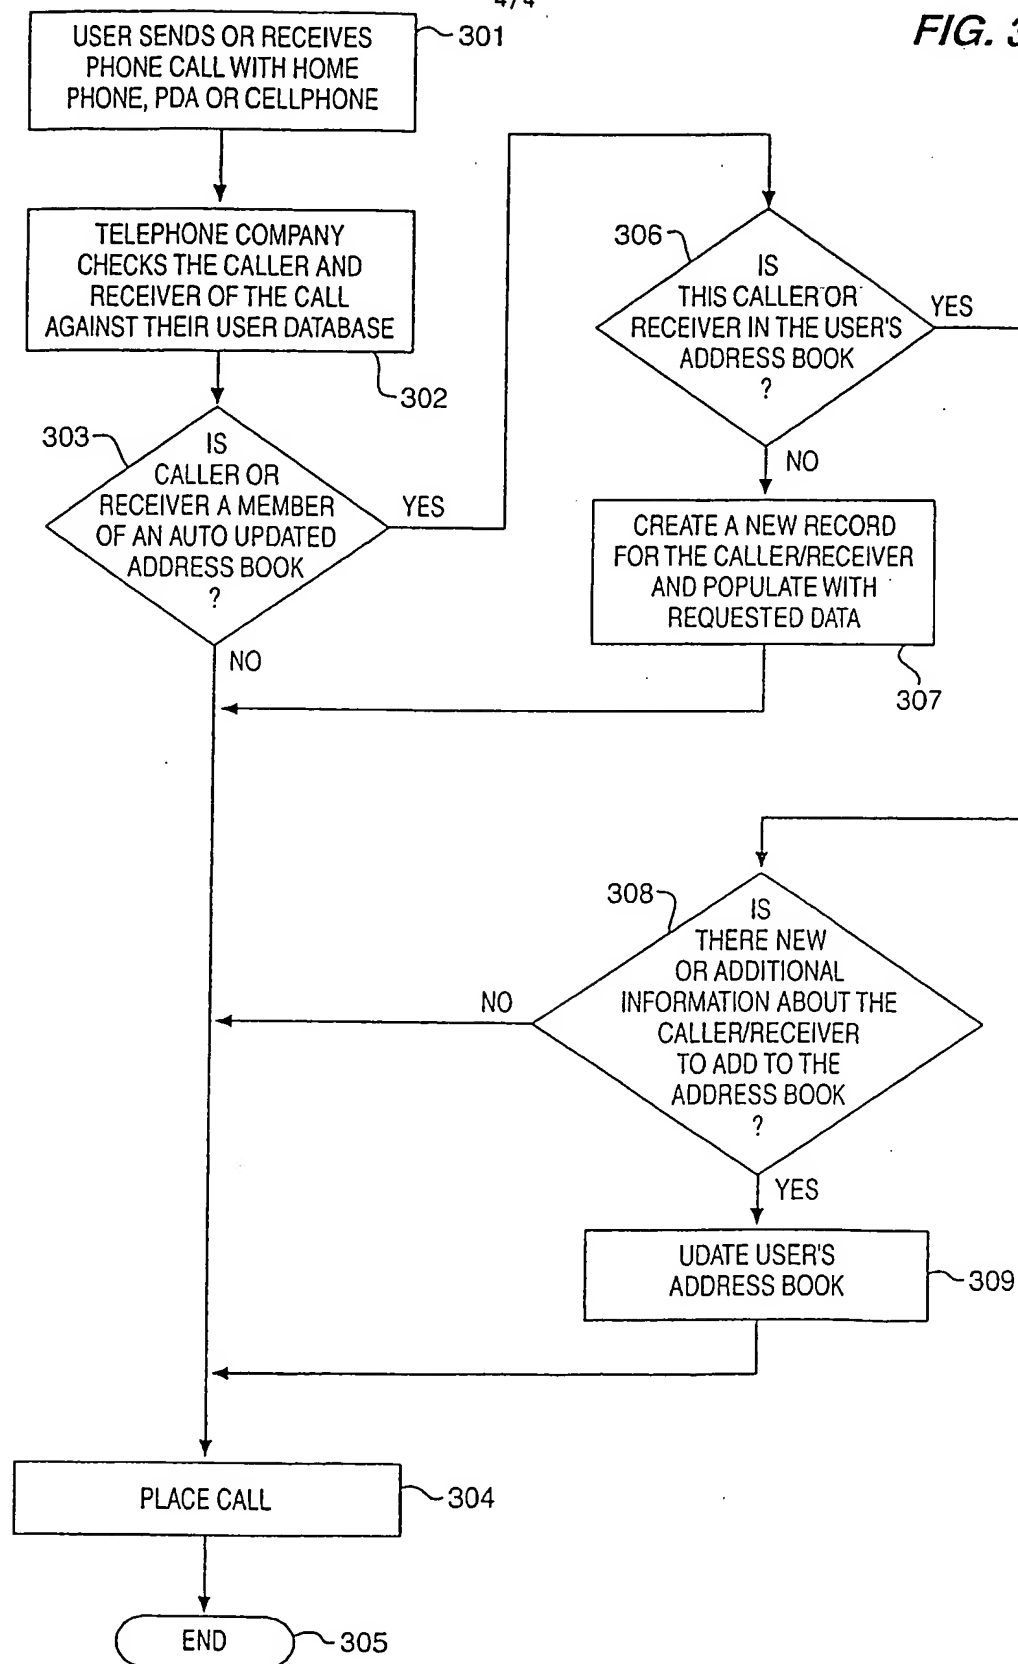 4/4
FIG. 3
USER SENDS OR RECEIVES
PHONE CALL WITH HOME
PHONE, PDA OR CELLPHONE
301
TELEPHONE COMPANY
CHECKS THE CALLER AND
RECEIVER OF THE CALL
AGAINST THEIR USER DATABASE
302
303
IS
CALLER OR
RECEIVER A MEMBER
OF AN AUTO UPDATED
ADDRESS BOOK
?
YES
NO
306
IS
THIS CALLER OR
RECEIVER IN THE USER'S
ADDRESS BOOK
?
YES
NO
CREATE A NEW RECORD
FOR THE CALLER/RECEIVER
AND POPULATE WITH
REQUESTED DATA
307
308
IS
THERE NEW
OR ADDITIONAL
INFORMATION ABOUT THE
CALLER/RECEIVER
TO ADD TO THE
ADDRESS BOOK
?
NO
YES
UDATE USER'S
ADDRESS BOOK
309
PLACE CALL
304
END
305